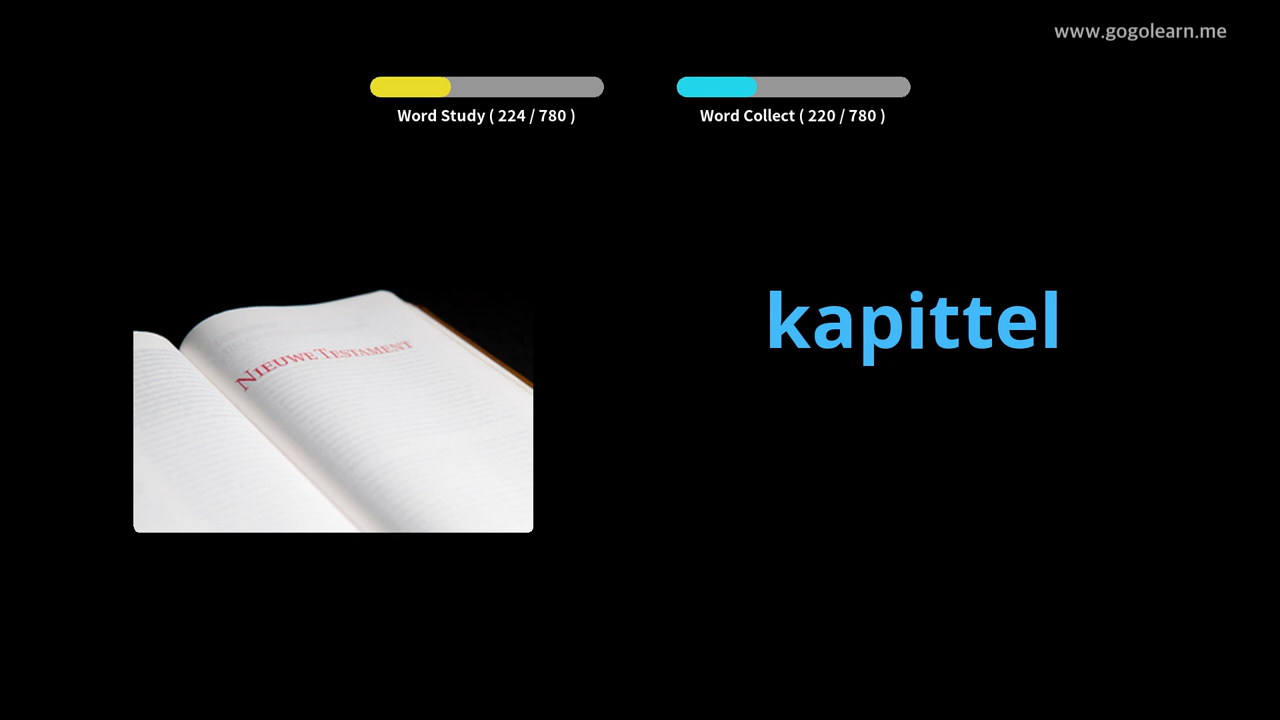 www.gogolearn.me
Word Study ( 224 / 780 )
Word Collect ( 220 / 780 )
NIEUWE TESTAMENT
kapittel